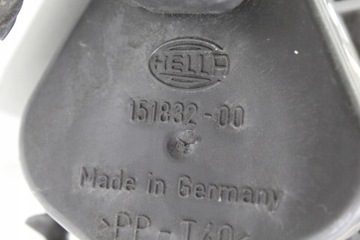 HELLA
151832-00
Made in Germany
>PP-T40<